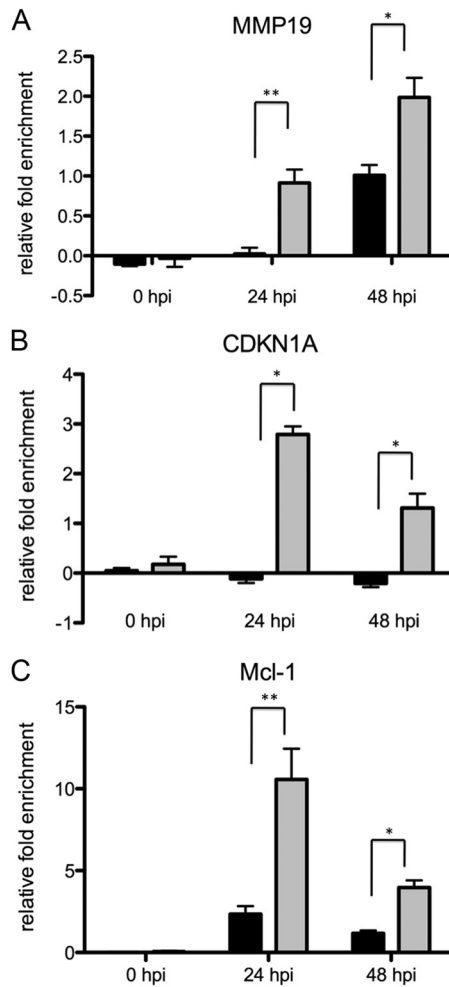 A
MMP19
relative fold enrichment
2.5
2.0
1.5
1.0
0.5
0.0
-0.5
**
*
0 hpi 24 hpi 48 hpi
B
CDKN1A
relative fold enrichment
4
3
2
1
0
-1
*
*
0 hpi 24 hpi 48 hpi
C
Mcl-1
relative fold enrichment
15
10
5
0
**
*
0 hpi 24 hpi 48 hpi